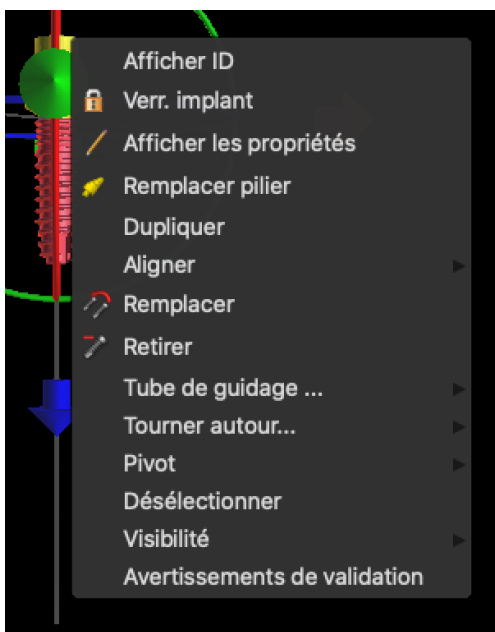 Afficher ID
Verr. implant
Afficher les propriétés
Remplacer pilier
Dupliquer
Aligner
Remplacer
Retirer
Tube de guidage ...
Tourner autour...
Pivot
Désélectionner
Visibilité
Avertissements de validation